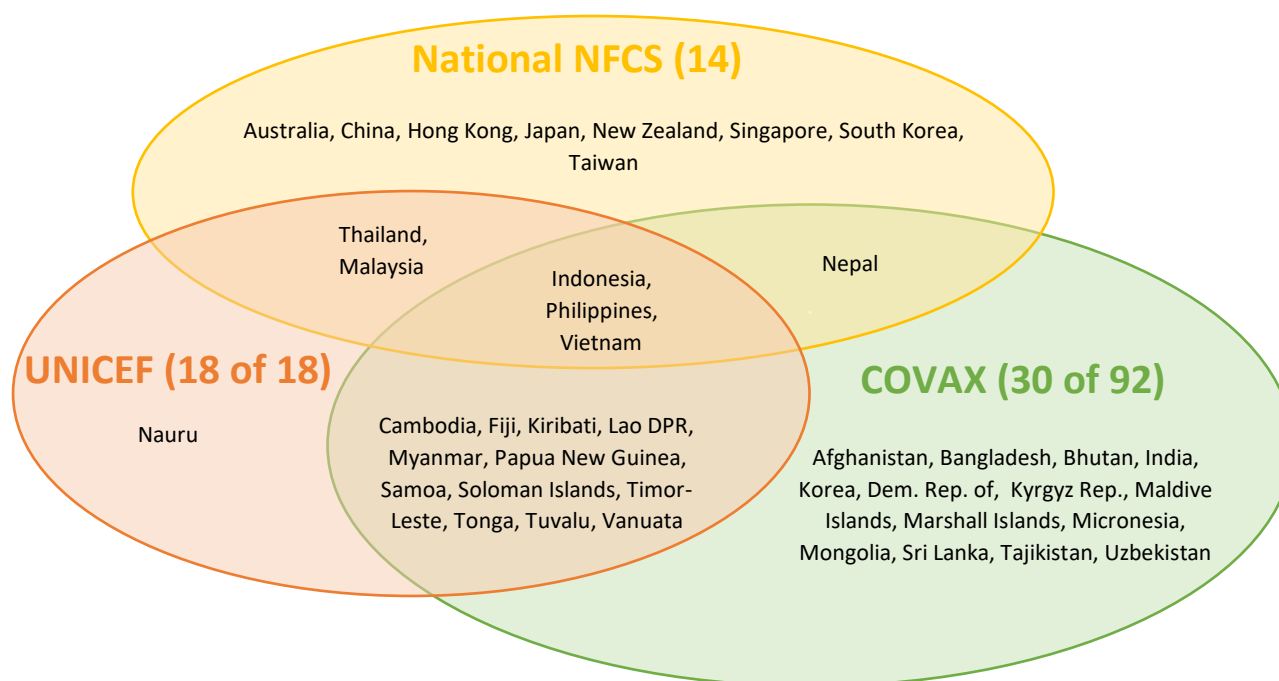 National NFCS (14)
Australia, China, Hong Kong, Japan, New Zealand, Singapore, South Korea,
Taiwan
Thailand,
Malaysia
Nepal
Indonesia,
Philippines,
Vietnam
UNICEF (18 of 18)
Nauru
COVAX (30 of 92)
Cambodia, Fiji, Kiribati, Lao DPR,
Myanmar, Papua New Guinea,
Samoa, Soloman Islands, Timor-
Leste, Tonga, Tuvalu, Vanuata
Afghanistan, Bangladesh, Bhutan, India,
Korea, Dem. Rep. of, Kyrgyz Rep., Maldive
Islands, Marshall Islands, Micronesia,
Mongolia, Sri Lanka, Tajikistan, Uzbekistan